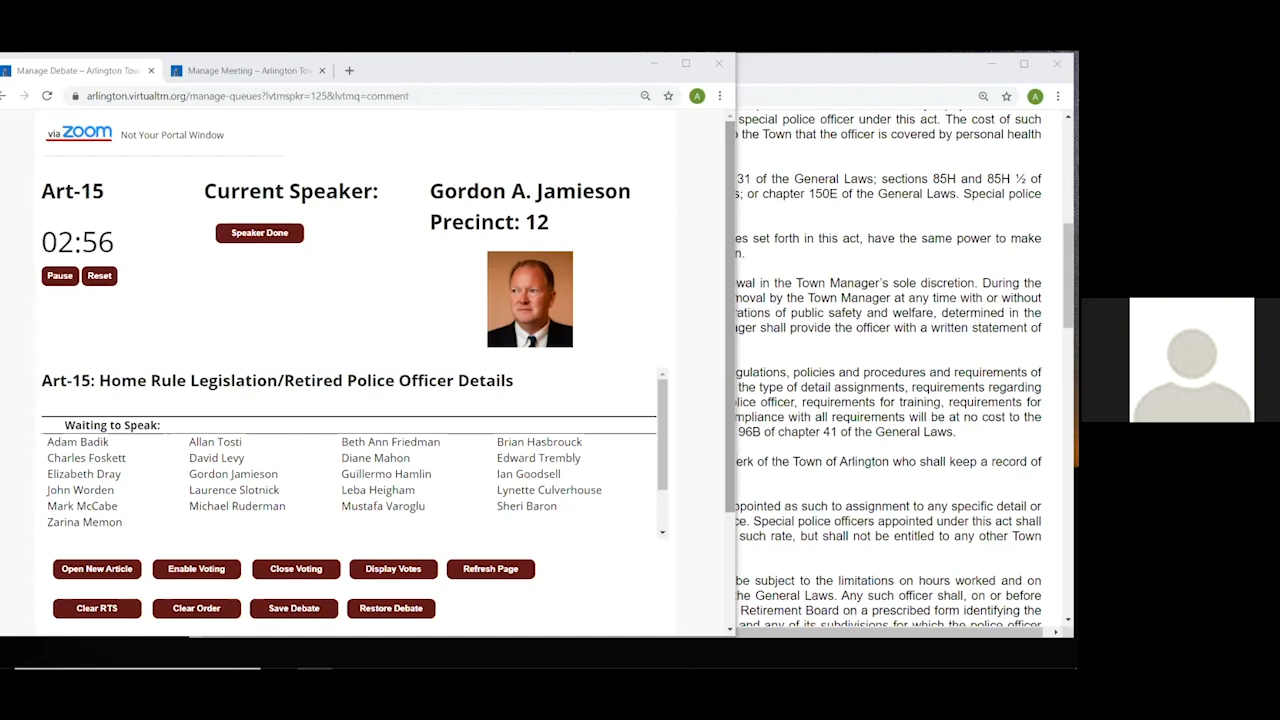 Manage Debate – Arlington Tow
Manage Meeting – Arlington To
arlington.virtualtm.org/manage-queues?lvtmspkr=125&lvtmq=comment
A
A
via zoom Not Your Portal Window
Art-15 Current Speaker: Gordon A. Jamieson
Precinct: 12
Speaker Done
02:56
Pause Reset
Art-15: Home Rule Legislation/Retired Police Officer Details
Waiting to Speak:
Adam Badik Allan Tosti Beth Ann Friedman Brian Hasbrouck
Charles Foskett David Levy Diane Mahon Edward Trembly
Elizabeth Dray Gordon Jamieson Guillermo Hamlin Ian Goodsell
John Worden Laurence Slotnick Leba Heigham Lynette Culverhouse
Mark McCabe Michael Ruderman Mustafa Varoglu Sheri Baron
Zarina Memon
Open New Article Enable Voting Close Voting Display Votes Refresh Page
Clear RTS Clear Order Save Debate Restore Debate
special police officer under this act. The cost of such
the Town that the officer is covered by personal health
31 of the General Laws; sections 85H and 85H ½ of
; or chapter 150E of the General Laws. Special police
es set forth in this act, have the same power to make
n.
wal in the Town Manager's sole discretion. During the
moval by the Town Manager at any time with or without
rations of public safety and welfare, determined in the
ger shall provide the officer with a written statement of
gulations, policies and procedures and requirements of
the type of detail assignments, requirements regarding
lice officer, requirements for training, requirements for
mpliance with all requirements will be at no cost to the
96B of chapter 41 of the General Laws.
erk of the Town of Arlington who shall keep a record of
ppointed as such to assignment to any specific detail or
ce. Special police officers appointed under this act shall
such rate, but shall not be entitled to any other Town
be subject to the limitations on hours worked and on
he General Laws. Any such officer shall, on or before
Retirement Board on a prescribed form identifying the
and any of its subdivisions for which the police officer